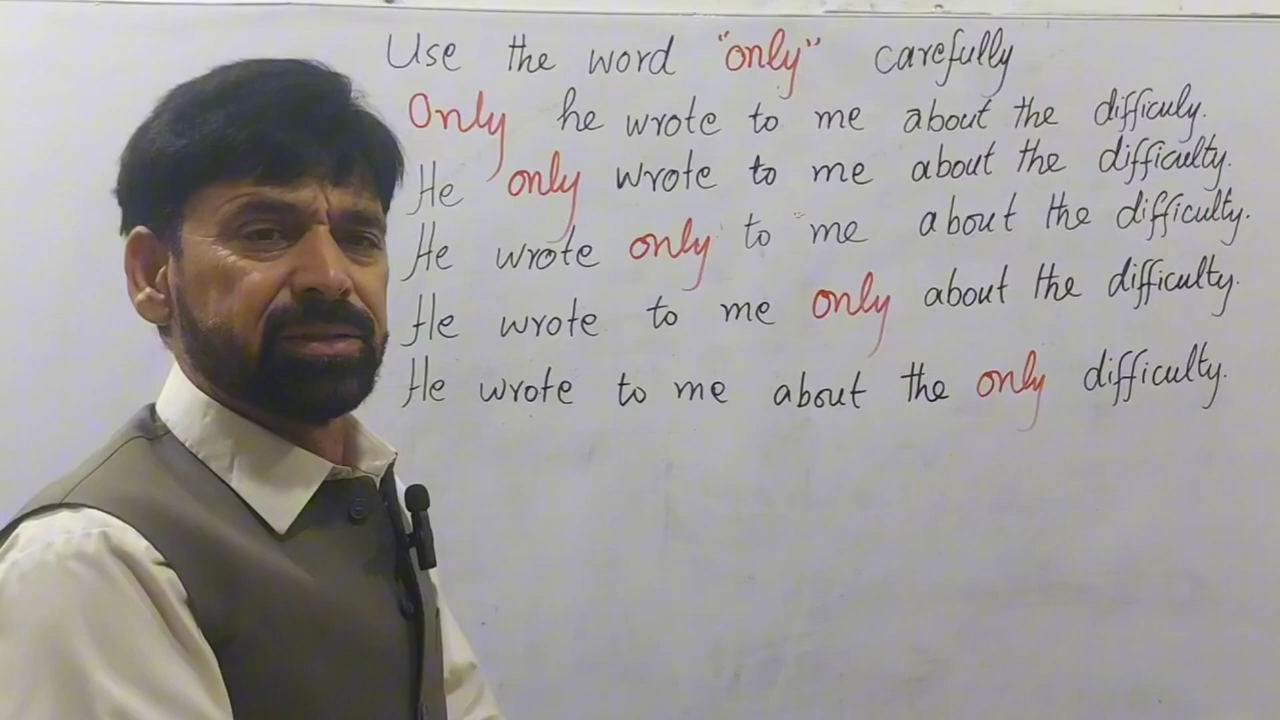 Use the word "only" carefully
Only he wrote to me about the difficuly.
He only wrote to me about the difficulty.
He wrote only to me about the difficulty.
He wrote to me only about the difficulty.
He wrote to me about the only difficulty.